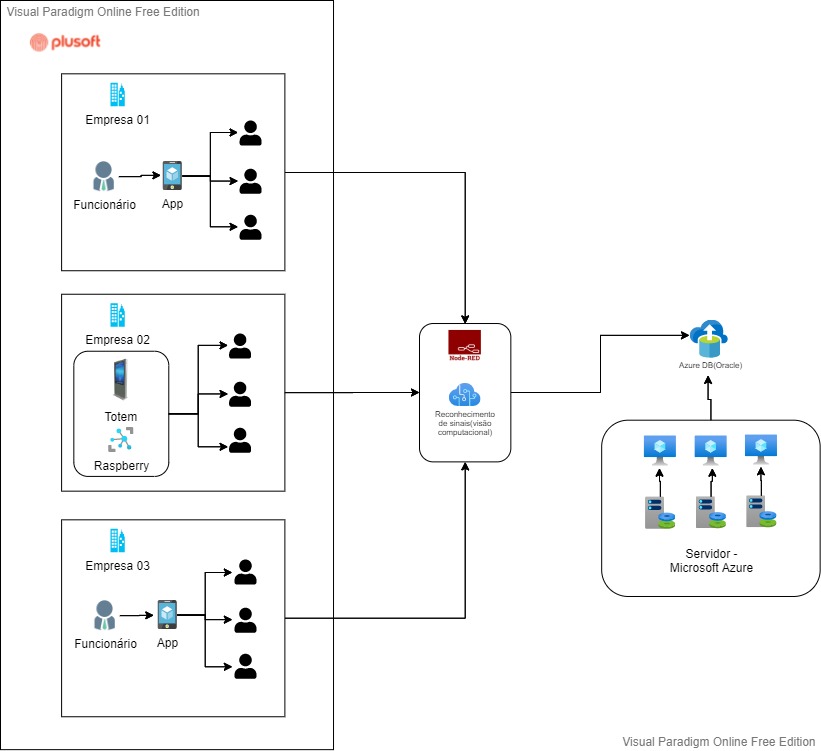 Visual Paradigm Online Free Edition
plusoft
Empresa 01
Funcionário
App
Empresa 02
Totem
Raspberry
Empresa 03
Funcionário
App
Node-RED
Reconhecimento
de sinais(visão
computacional)
Azure DB(Oracle)
Servidor -
Microsoft Azure
Visual Paradigm Online Free Edition